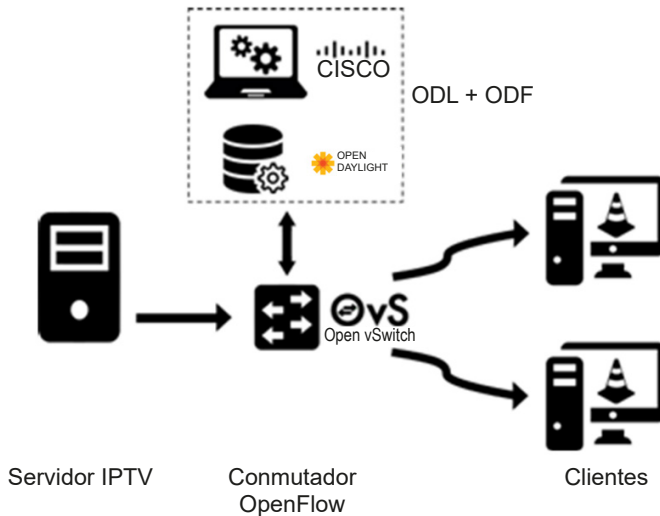 CISCO
ODL + ODF
OPEN
DAYLIGHT
OvS
Open vSwitch
Servidor IPTV
Conmutador
OpenFlow
Clientes